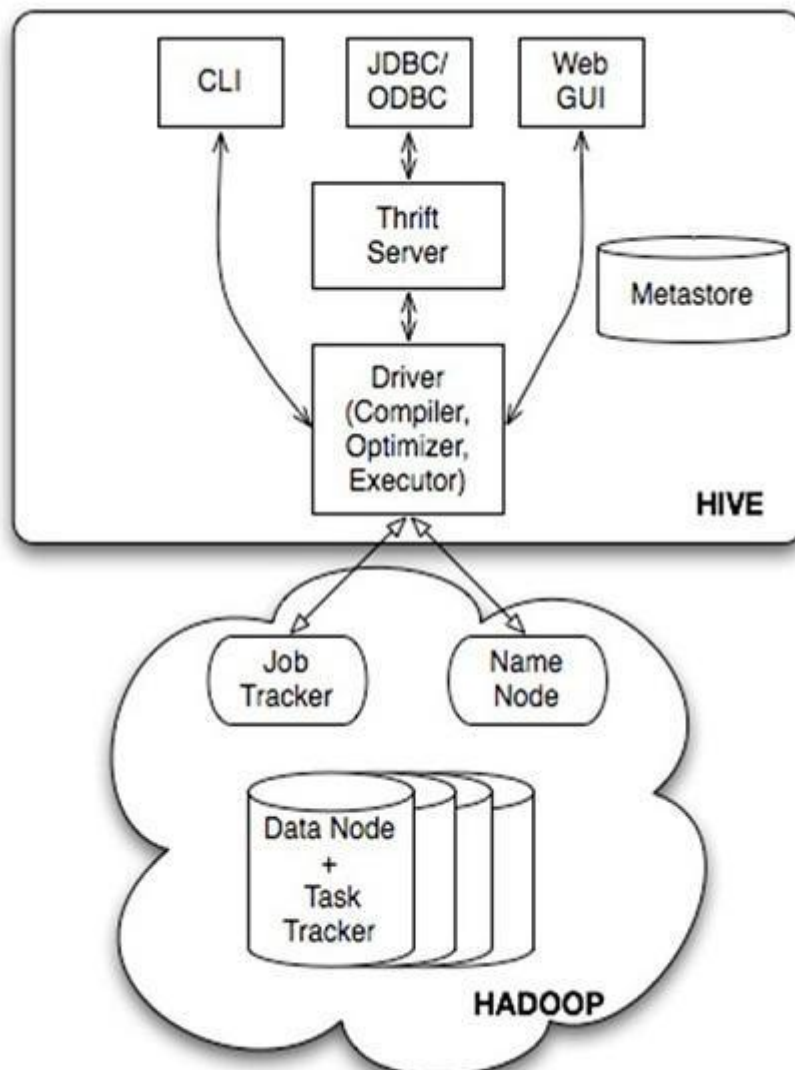 CLI
JDBC/
ODBC
Web
GUI
Thrift
Server
Metastore
Driver
(Compiler,
Optimizer,
Executor)
HIVE
Job
Tracker
Name
Node
Data Node
+
Task
Tracker
HADOOP